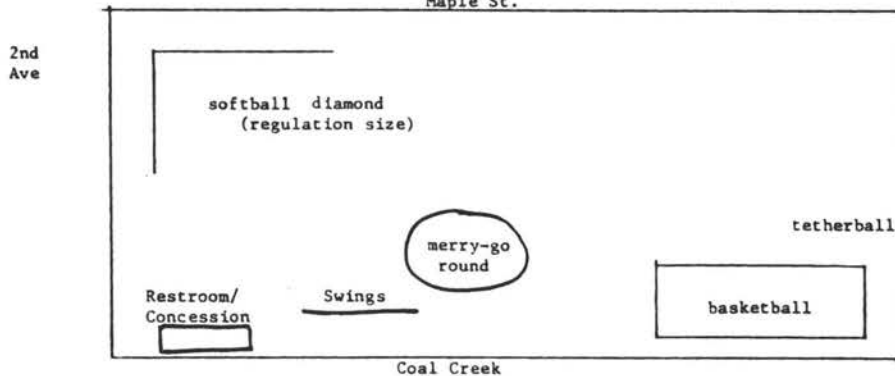 Maple St.
2nd
Ave
softball diamond
(regulation size)
tetherball
merry-go
round
Restroom/
Concession
Swings
basketball
Coal Creek